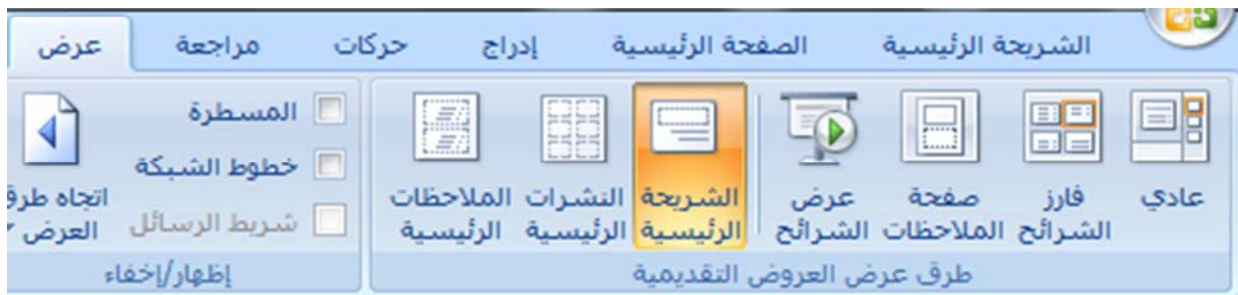 الشريحة الرئيسية
الصفحة الرئيسية
إدراج
حركات
مراجعة
عرض
عادي
فارز
الشرائح
صفحة
الملاحظات
عرض
الشرائح
الشريحة
الرئيسية
النشرات
الرئيسية
الملاحظات
الرئيسية
طرق عرض العروض التقديمية
المسطرة
خطوط الشبكة
شريط الرسائل
اتجاه
العرض
إظهار/إخفاء